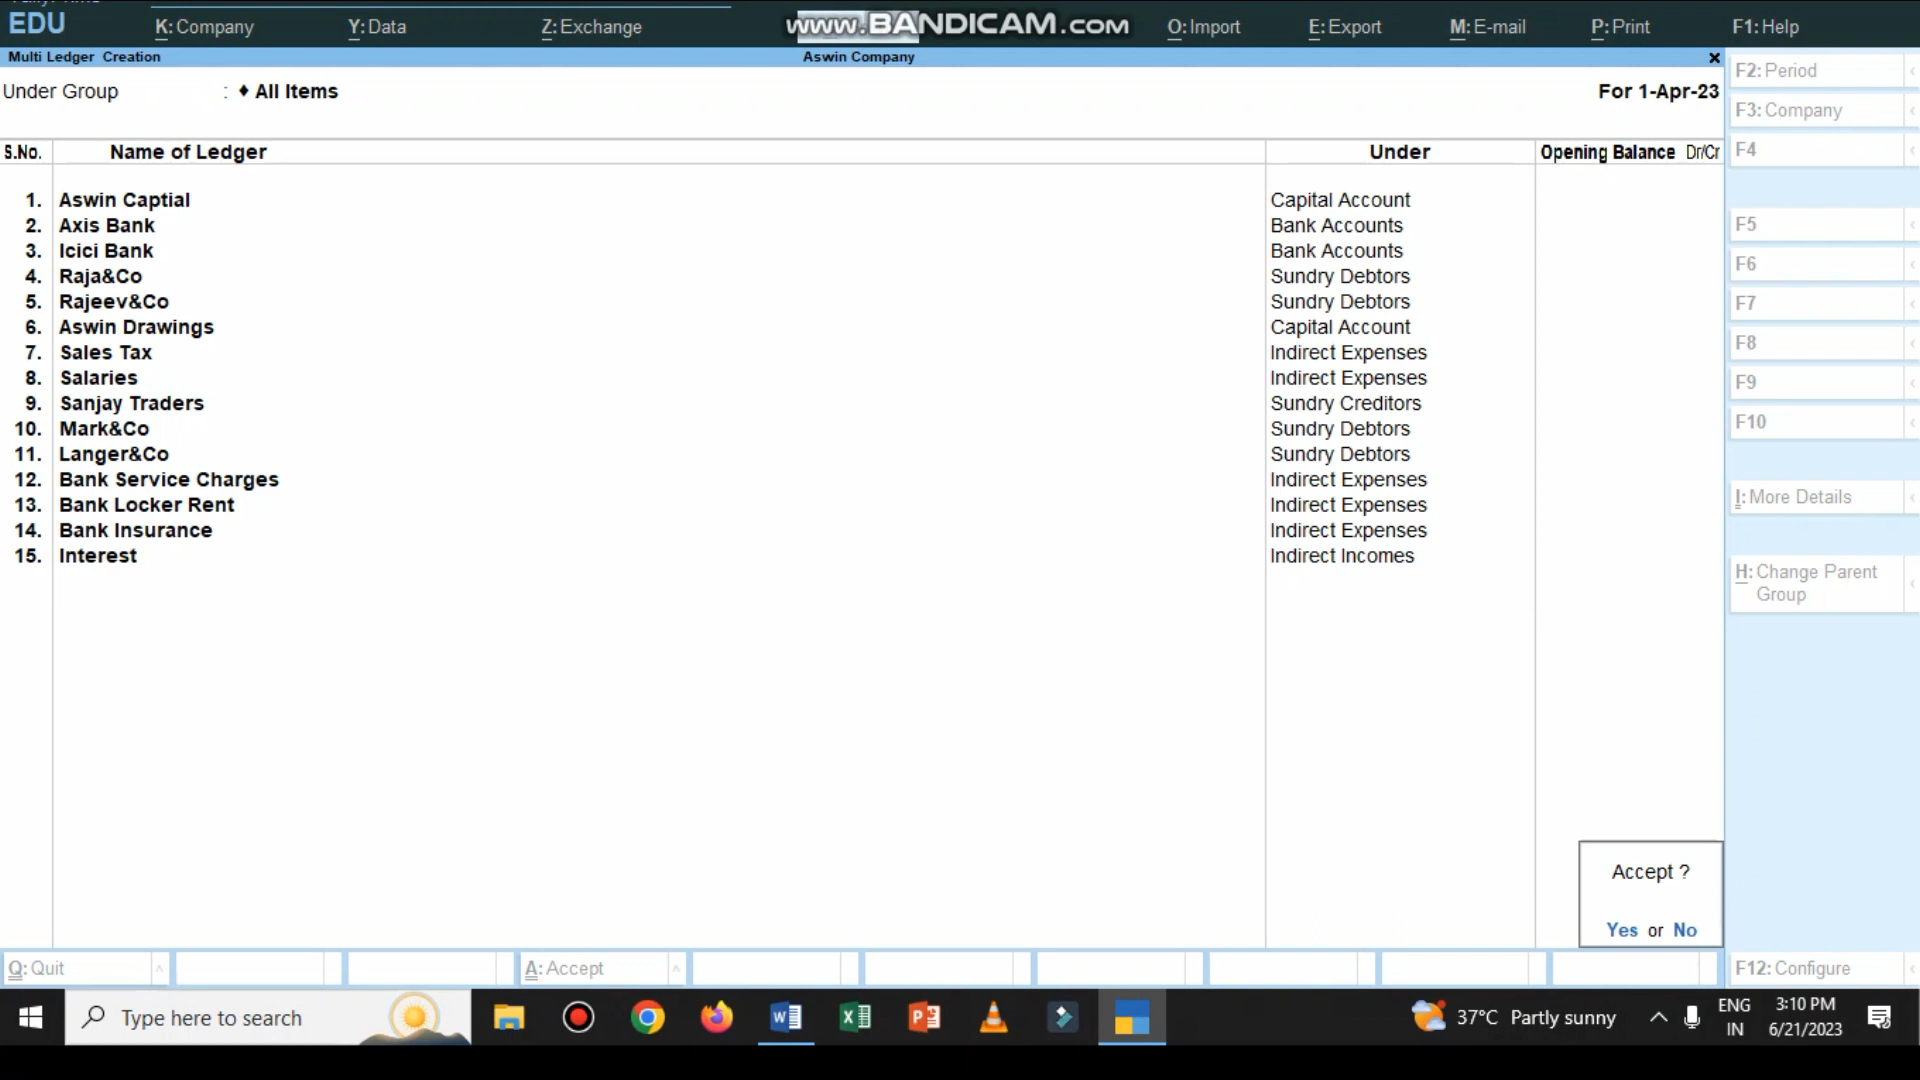 EDU K: Company Y: Data Z: Exchange www.BANDICAM.com O: Import E: Export M: E-mail P: Print F1: Help
Multi Ledger Creation Aswin Company x
Under Group : ♦ All Items For 1-Apr-23
S.No. Name of Ledger Under Opening Balance Dr/Cr
1. Aswin Captial Capital Account
2. Axis Bank Bank Accounts
3. Icici Bank Bank Accounts
4. Raja&Co Sundry Debtors
5. Rajeev&Co Sundry Debtors
6. Aswin Drawings Capital Account
7. Sales Tax Indirect Expenses
8. Salaries Indirect Expenses
9. Sanjay Traders Sundry Creditors
10. Mark&Co Sundry Debtors
11. Langer&Co Sundry Debtors
12. Bank Service Charges Indirect Expenses
13. Bank Locker Rent Indirect Expenses
14. Bank Insurance Indirect Expenses
15. Interest Indirect Incomes
F2: Period
F3: Company
F4
F5
F6
F7
F8
F9
F10
I: More Details
H: Change Parent
Group
Accept ?
Yes or No
Q: Quit A: Accept F12: Configure
Type here to search 37°C Partly sunny
ENG
IN
3:10 PM
6/21/2023